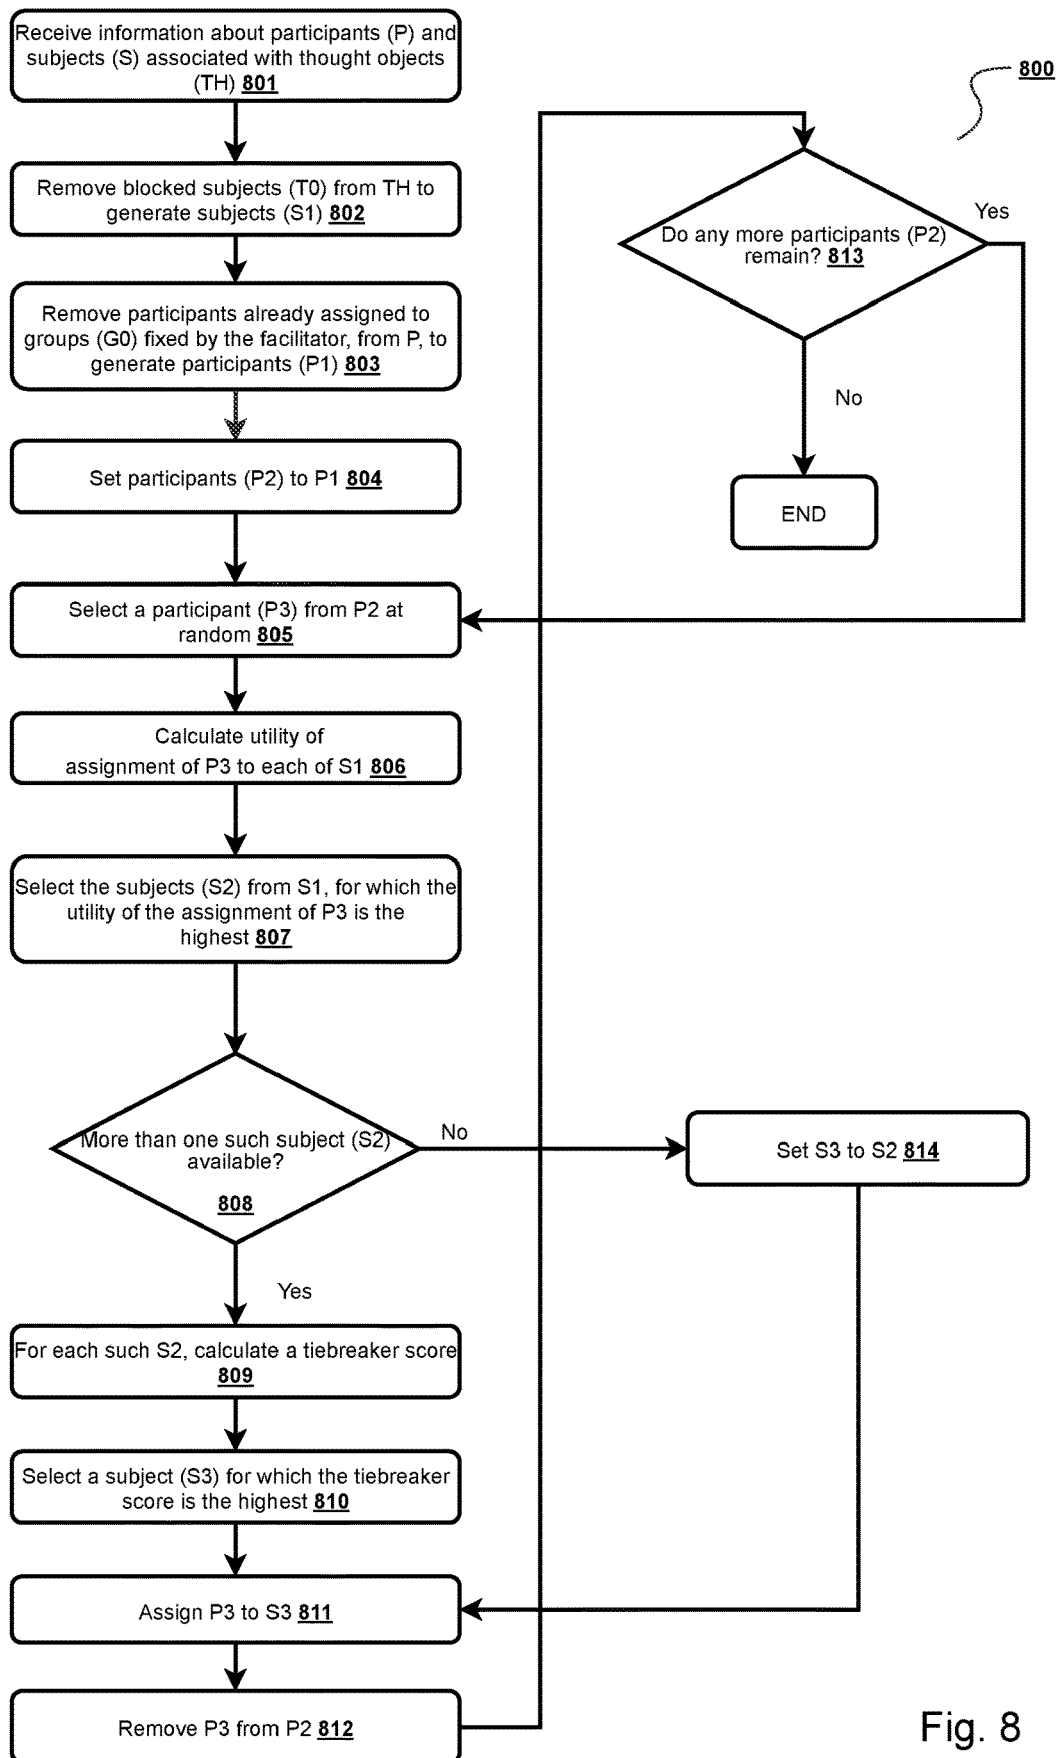 Receive information about participants (P) and
subjects (S) associated with thought objects
(TH) 801
Remove blocked subjects (T0) from TH to
generate subjects (S1) 802
Remove participants already assigned to
groups (G0) fixed by the facilitator, from P, to
generate participants (P1) 803
Set participants (P2) to P1 804
Select a participant (P3) from P2 at
random 805
Calculate utility of
assignment of P3 to each of S1 806
Select the subjects (S2) from S1, for which the
utility of the assignment of P3 is the
highest 807
More than one such subject (S2)
available?
808
No
Set S3 to S2 814
Yes
For each such S2, calculate a tiebreaker score
809
Select a subject (S3) for which the tiebreaker
score is the highest 810
Assign P3 to S3 811
Remove P3 from P2 812
800
Do any more participants (P2)
remain? 813
Yes
No
END
Fig. 8